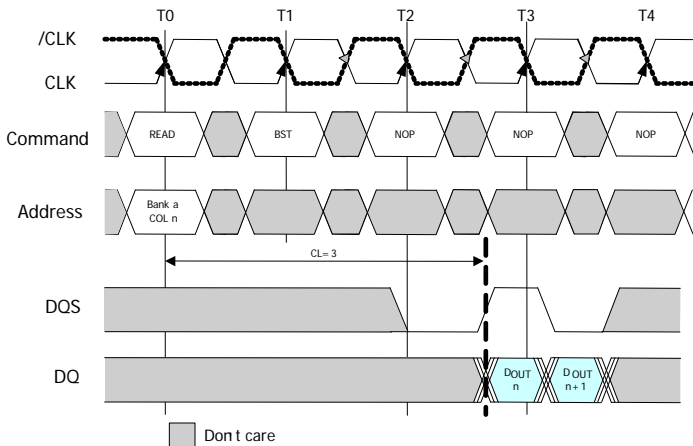 T0 T1 T2 T3 T4
/CLK
CLK
Command READ BST NOP NOP NOP
Address Bank a COL n
CL= 3
DQS
DQ DOUT n DOUT n+1
Don t care